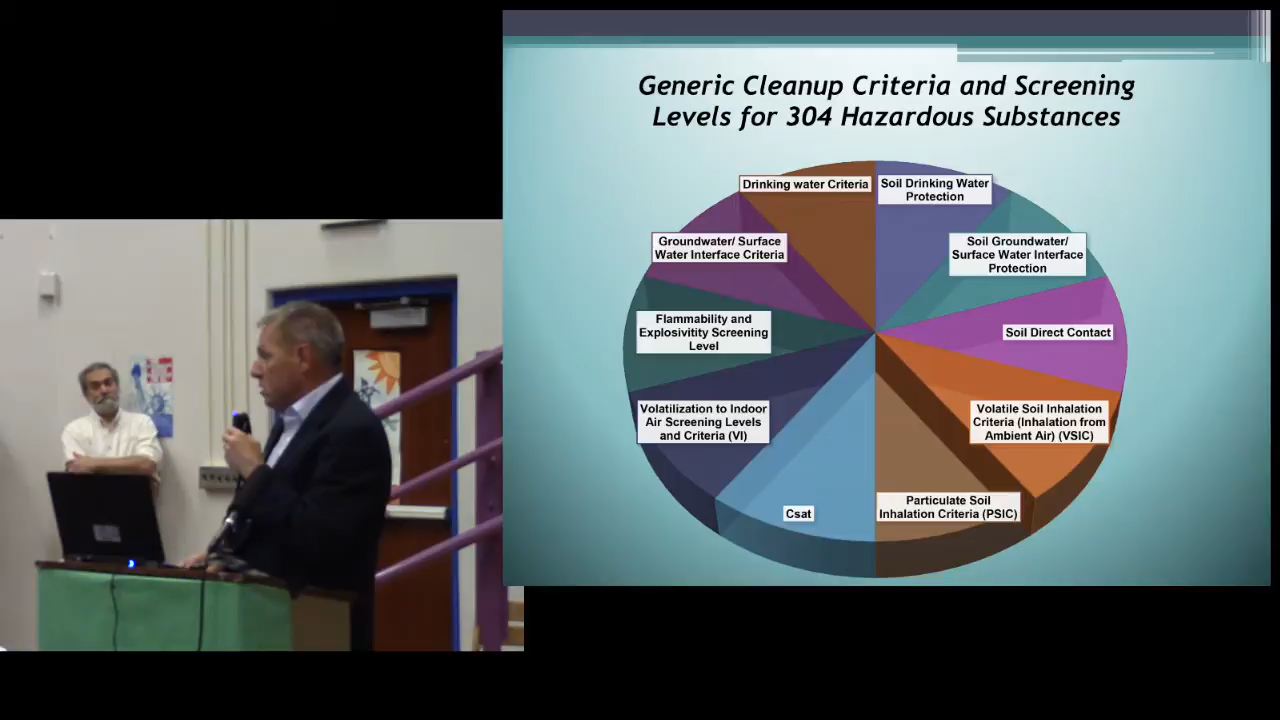 Generic Cleanup Criteria and Screening
Levels for 304 Hazardous Substances
Drinking water Criteria
Soil Drinking Water
Protection
Groundwater/ Surface
Water Interface Criteria
Soil Groundwater/
Surface Water Interface
Protection
Flammability and
Explosivitity Screening
Level
Soil Direct Contact
Volatilization to Indoor
Air Screening Levels
and Criteria (VI)
Volatile Soil Inhalation
Criteria (Inhalation from
Ambient Air) (VSIC)
Csat
Particulate Soil
Inhalation Criteria (PSIC)